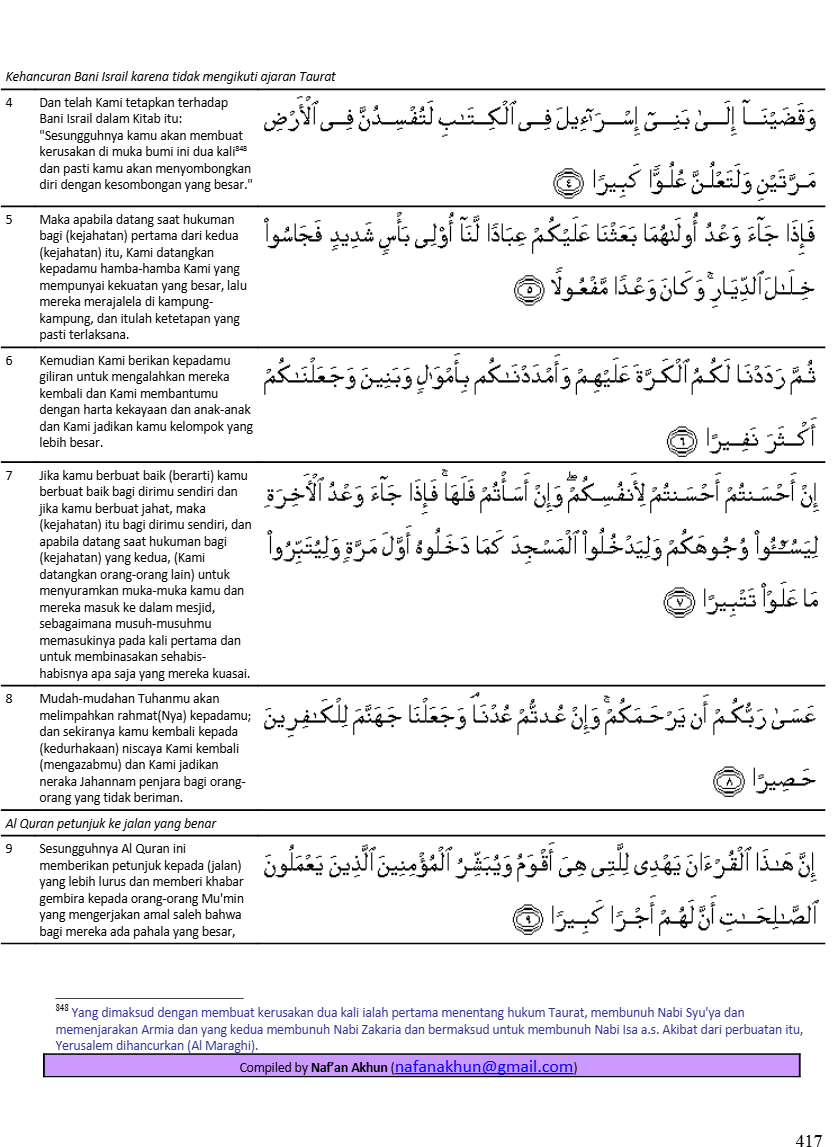 Kehancuran Bani Israil karena tidak mengikuti ajaran Taurat
4
Dan telah Kami tetapkan terhadap
Bani Israil dalam Kitab itu:
"Sesungguhnya kamu akan membuat
kerusakan di muka bumi ini dua kali⁸⁴⁸
dan pasti kamu akan menyombongkan
diri dengan kesombongan yang besar."
وَقَضَيْنَآ إِلَىٰ بَنِىٓ إِسْرَٰٓءِيلَ فِى ٱلْكِتَـٰبِ لَتُفْسِدُنَّ فِى ٱلْأَرْضِ
مَرَّتَيْنِ وَلَتَعْلُنَّ عُلُوًّا كَبِيرًا ﴿٤﴾
5
Maka apabila datang saat hukuman
bagi (kejahatan) pertama dari kedua
(kejahatan) itu, Kami datangkan
kepadamu hamba-hamba Kami yang
mempunyai kekuatan yang besar, lalu
mereka merajalela di kampung-
kampung, dan itulah ketetapan yang
pasti terlaksana.
فَإِذَا جَآءَ وَعْدُ أُولَىٰهُمَا بَعَثْنَا عَلَيْكُمْ عِبَادًا لَّنَآ أُو۟لِى بَأْسٍ شَدِيدٍ فَجَاسُوا۟
خِلَـٰلَ ٱلدِّيَارِ ۚ وَكَانَ وَعْدًا مَّفْعُولًا ﴿٥﴾
6
Kemudian Kami berikan kepadamu
giliran untuk mengalahkan mereka
kembali dan Kami membantumu
dengan harta kekayaan dan anak-anak
dan Kami jadikan kamu kelompok yang
lebih besar.
ثُمَّ رَدَدْنَا لَكُمُ ٱلْكَرَّةَ عَلَيْهِمْ وَأَمْدَدْنَـٰكُم بِأَمْوَٰلٍ وَبَنِينَ وَجَعَلْنَـٰكُمْ
أَكْثَرَ نَفِيرًا ﴿٦﴾
7
Jika kamu berbuat baik (berarti) kamu
berbuat baik bagi dirimu sendiri dan
jika kamu berbuat jahat, maka
(kejahatan) itu bagi dirimu sendiri, dan
apabila datang saat hukuman bagi
(kejahatan) yang kedua, (Kami
datangkan orang-orang lain) untuk
menyuramkan muka-muka kamu dan
mereka masuk ke dalam mesjid,
sebagaimana musuh-musuhmu
memasukinya pada kali pertama dan
untuk membinasakan sehabis-
habisnya apa saja yang mereka kuasai.
إِنْ أَحْسَنتُمْ أَحْسَنتُمْ لِأَنفُسِكُمْ ۖ وَإِنْ أَسَأْتُمْ فَلَهَا ۚ فَإِذَا جَآءَ وَعْدُ ٱلْـَٔاخِرَةِ
لِيَسُـۥٓـُٔوا۟ وُجُوهَكُمْ وَلِيَدْخُلُوا۟ ٱلْمَسْجِدَ كَمَا دَخَلُوهُ أَوَّلَ مَرَّةٍ وَلِيُتَبِّرُوا۟
مَا عَلَوْا۟ تَتْبِيرًا ﴿٧﴾
8
Mudah-mudahan Tuhanmu akan
melimpahkan rahmat(Nya) kepadamu;
dan sekiranya kamu kembali kepada
(kedurhakaan) niscaya Kami kembali
(mengazabmu) dan Kami jadikan
neraka Jahannam penjara bagi orang-
orang yang tidak beriman.
عَسَىٰ رَبُّكُمْ أَن يَرْحَمَكُمْ ۚ وَإِنْ عُدتُّمْ عُدْنَا ۘ وَجَعَلْنَا جَهَنَّمَ لِلْكَـٰفِرِينَ
حَصِيرًا ﴿٨﴾
Al Quran petunjuk ke jalan yang benar
9
Sesungguhnya Al Quran ini
memberikan petunjuk kepada (jalan)
yang lebih lurus dan memberi khabar
gembira kepada orang-orang Mu'min
yang mengerjakan amal saleh bahwa
bagi mereka ada pahala yang besar,
إِنَّ هَـٰذَا ٱلْقُرْءَانَ يَهْدِى لِلَّتِى هِىَ أَقْوَمُ وَيُبَشِّرُ ٱلْمُؤْمِنِينَ ٱلَّذِينَ يَعْمَلُونَ
ٱلصَّـٰلِحَـٰتِ أَنَّ لَهُمْ أَجْرًا كَبِيرًا ﴿٩﴾
⁸⁴⁸ Yang dimaksud dengan membuat kerusakan dua kali ialah pertama menentang hukum Taurat, membunuh Nabi Syu'ya dan
memenjarakan Armia dan yang kedua membunuh Nabi Zakaria dan bermaksud untuk membunuh Nabi Isa a.s. Akibat dari perbuatan itu,
Yerusalem dihancurkan (Al Maraghi).
Compiled by Naf'an Akhun (nafanakhun@gmail.com)
417